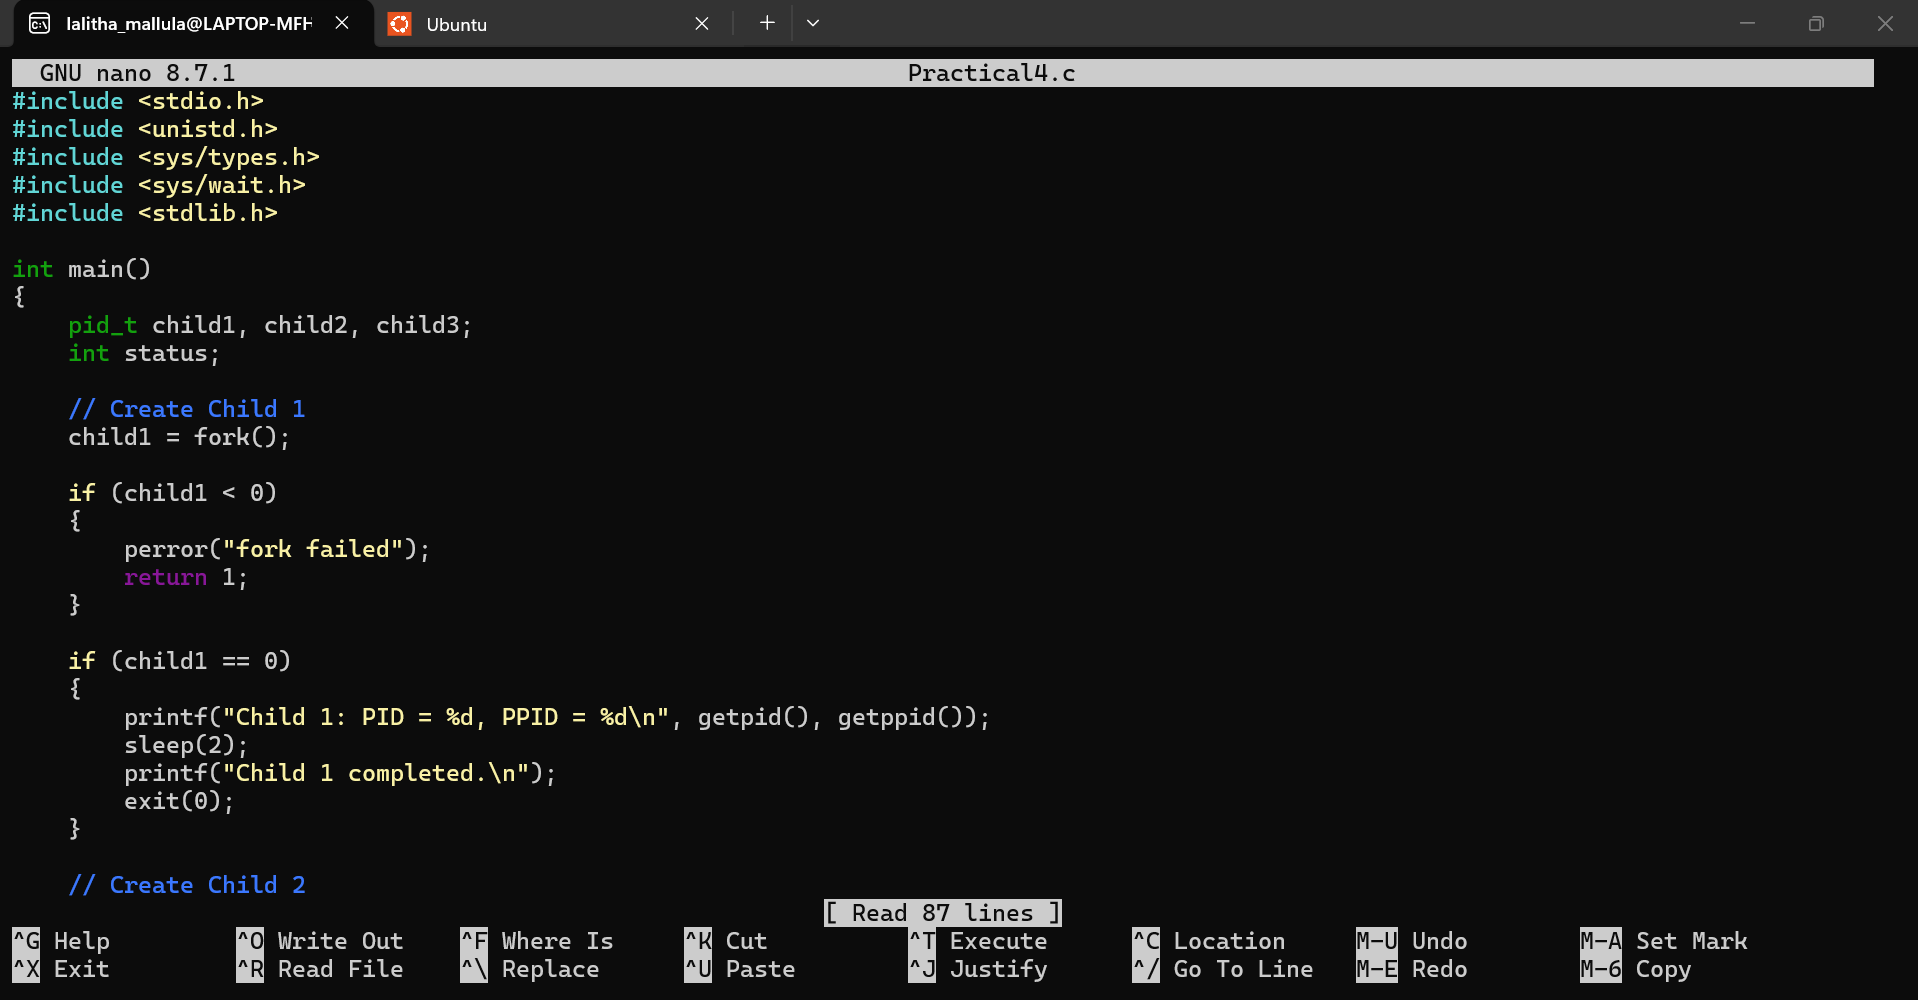 lalitha_mallula@LAPTOP-MFH
Ubuntu
GNU nano 8.7.1 Practical4.c
#include <stdio.h>
#include <unistd.h>
#include <sys/types.h>
#include <sys/wait.h>
#include <stdlib.h>

int main()
{
    pid_t child1, child2, child3;
    int status;

    // Create Child 1
    child1 = fork();

    if (child1 < 0)
    {
        perror("fork failed");
        return 1;
    }

    if (child1 == 0)
    {
        printf("Child 1: PID = %d, PPID = %d\n", getpid(), getppid());
        sleep(2);
        printf("Child 1 completed.\n");
        exit(0);
    }

    // Create Child 2
[ Read 87 lines ]
^G Help ^O Write Out ^F Where Is ^K Cut ^T Execute ^C Location M-U Undo M-A Set Mark
^X Exit ^R Read File ^\ Replace ^U Paste ^J Justify ^/ Go To Line M-E Redo M-6 Copy